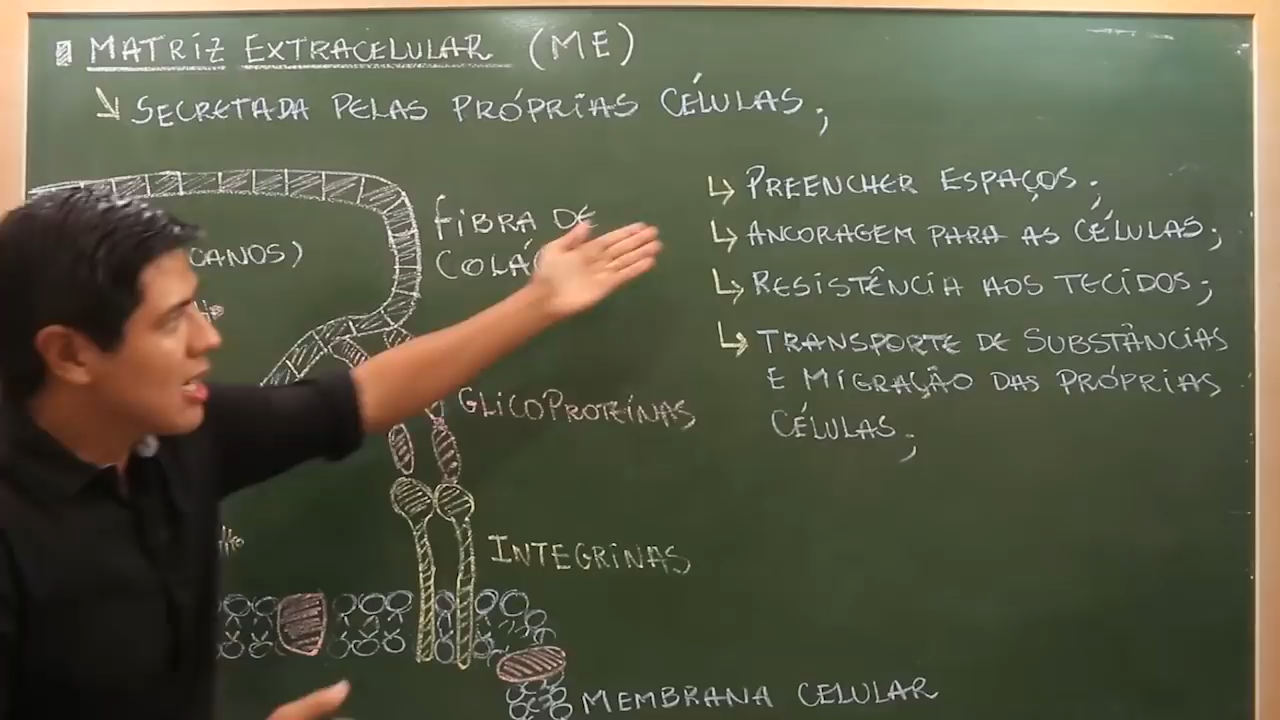 MATRIZ EXTRACELULAR (ME)
SECRETADA PELAS PRÓPRIAS CÉLULAS;
FIBRA DE
PREENCHER ESPAÇOS;
ANCORAGEM PARA AS CÉLULAS;
RESISTÊNCIA AOS TECIDOS;
TRANSPORTE DE SUBSTÂNCIAS
E MIGRAÇÃO DAS PRÓPRIAS
CÉLULAS;
GLICOPROTEÍNAS
INTEGRINAS
MEMBRANA CELULAR